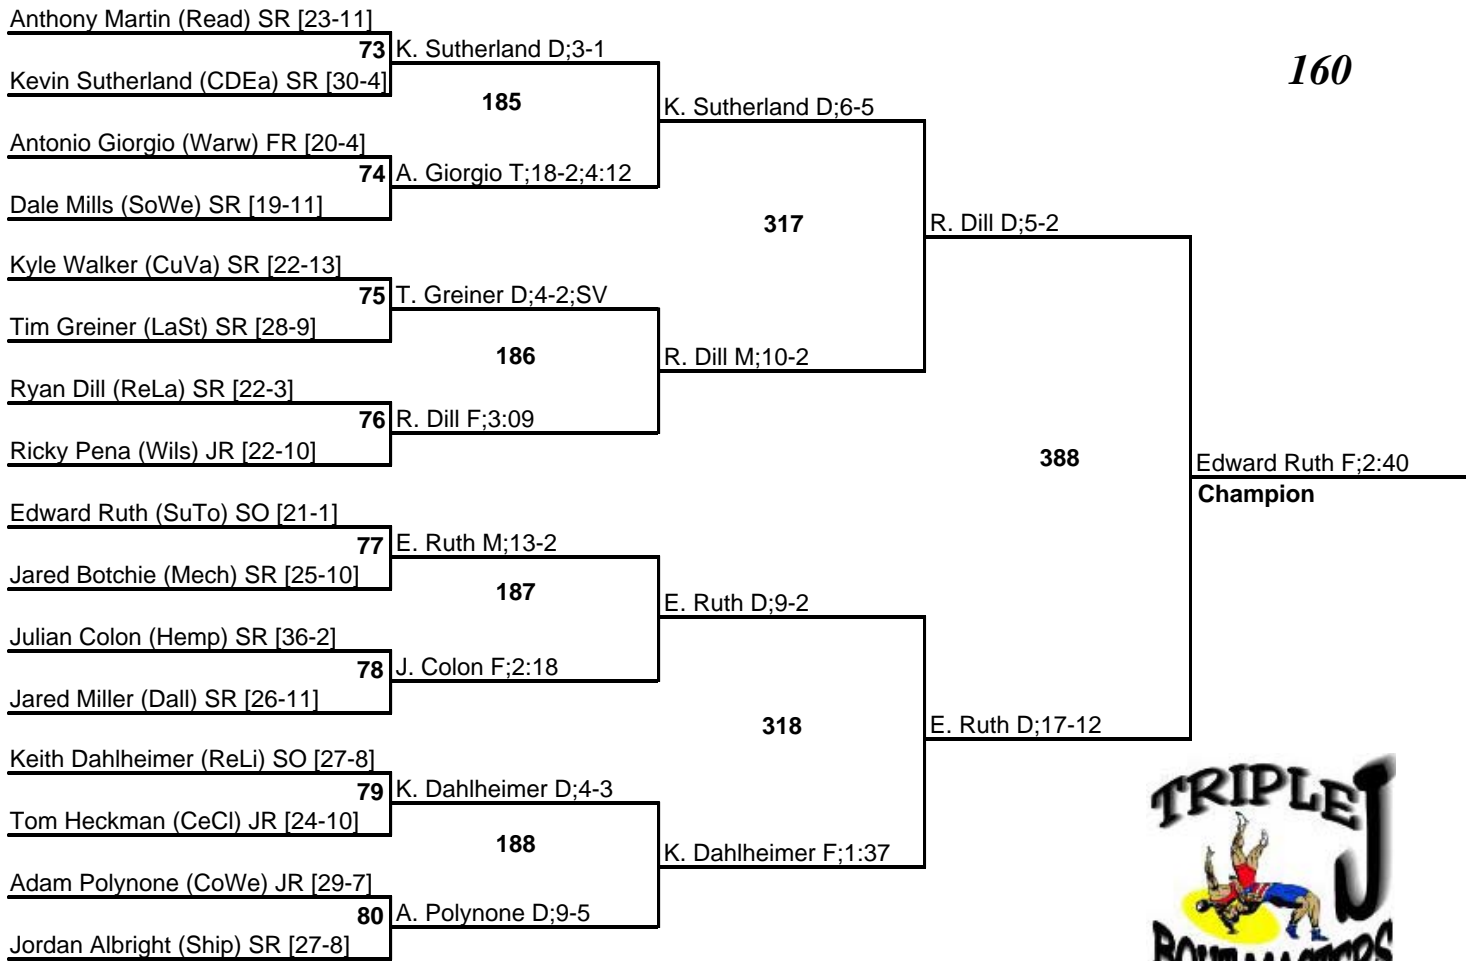 Anthony Martin (Read) SR [23-11]
73 K. Sutherland D;3-1
160
Kevin Sutherland (CDEa) SR [30-4]
185
K. Sutherland D;6-5
Antonio Giorgio (Warw) FR [20-4]
74 A. Giorgio T;18-2;4:12
Dale Mills (SoWe) SR [19-11]
317
R. Dill D;5-2
Kyle Walker (CuVa) SR [22-13]
75 T. Greiner D;4-2;SV
Tim Greiner (LaSt) SR [28-9]
186
R. Dill M;10-2
Ryan Dill (ReLa) SR [22-3]
76 R. Dill F;3:09
Ricky Pena (Wils) JR [22-10]
388
Edward Ruth F;2:40
Champion
Edward Ruth (SuTo) SO [21-1]
77 E. Ruth M;13-2
Jared Botchie (Mech) SR [25-10]
187
E. Ruth D;9-2
Julian Colon (Hemp) SR [36-2]
78 J. Colon F;2:18
Jared Miller (Dall) SR [26-11]
318
E. Ruth D;17-12
Keith Dahlheimer (ReLi) SO [27-8]
79 K. Dahlheimer D;4-3
Tom Heckman (CeCl) JR [24-10]
188
K. Dahlheimer F;1:37
Adam Polynone (CoWe) JR [29-7]
80 A. Polynone D;9-5
Jordan Albright (Ship) SR [27-8]
TRIPLE J
BOUT MASTERS